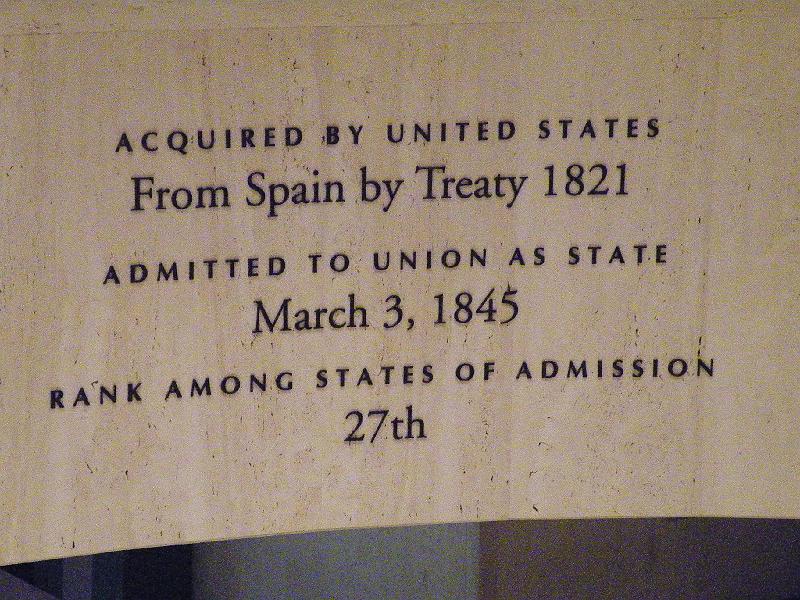 ACQUIRED BY UNITED STATES
From Spain by Treaty 1821
ADMITTED TO UNION AS STATE
March 3, 1845
RANK AMONG STATES OF ADMISSION
27th